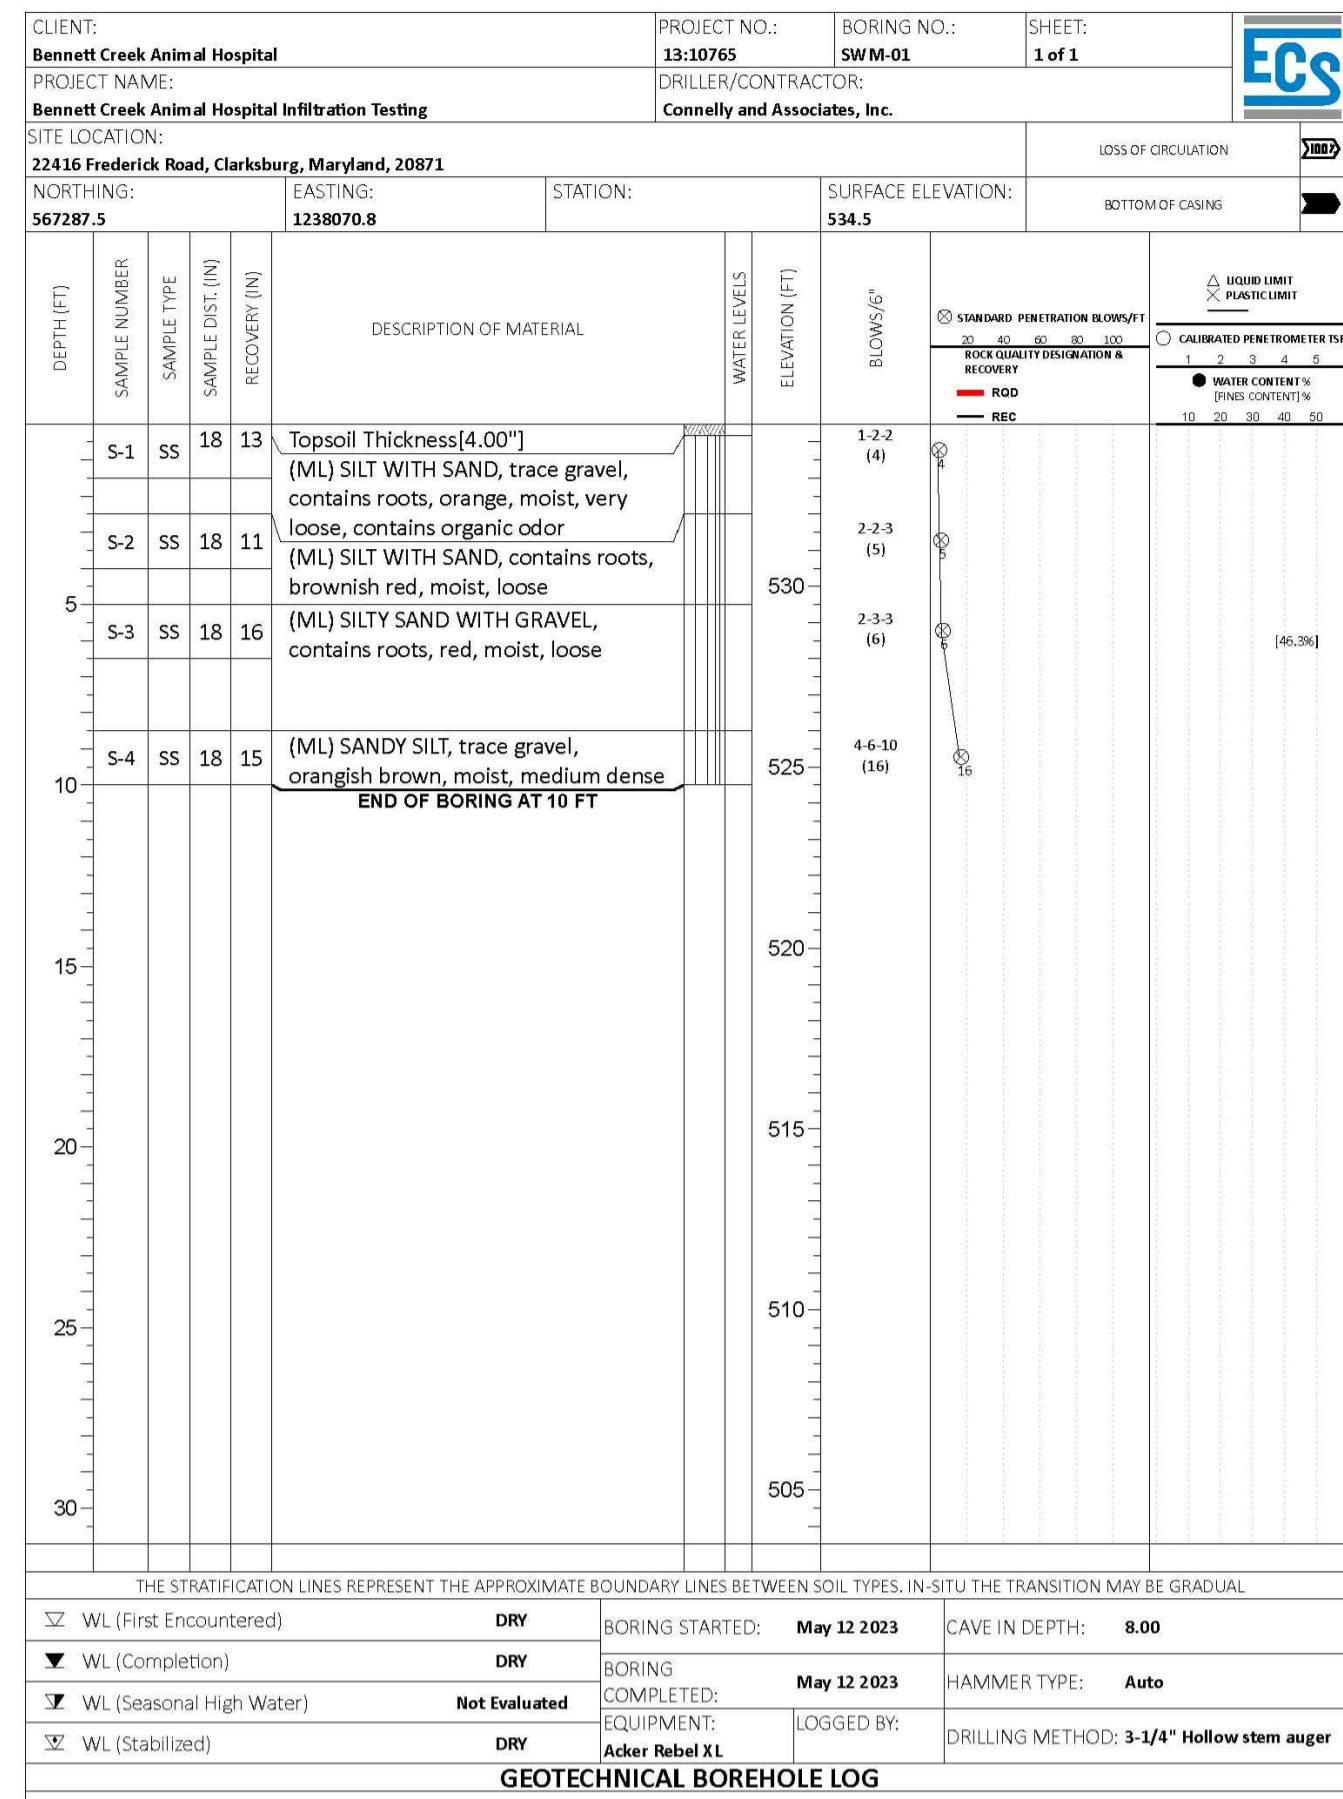 CLIENT:
Bennett Creek Animal Hospital
PROJECT NO.:
13:10765
BORING NO.:
SWM-01
SHEET:
1 of 1
ECS
PROJECT NAME:
Bennett Creek Animal Hospital Infiltration Testing
DRILLER/CONTRACTOR:
Connelly and Associates, Inc.
SITE LOCATION:
22416 Frederick Road, Clarksburg, Maryland, 20871
LOSS OF CIRCULATION
100%
NORTHING:
567287.5
EASTING:
1238070.8
STATION:
SURFACE ELEVATION:
534.5
BOTTOM OF CASING
DEPTH (FT)
SAMPLE NUMBER
SAMPLE TYPE
SAMPLE DIST. (IN)
RECOVERY (IN)
DESCRIPTION OF MATERIAL
WATER LEVELS
ELEVATION (FT)
BLOWS/6"
STANDARD PENETRATION BLOWS/FT
20 40 60 80 100
ROCK QUALITY DESIGNATION &
RECOVERY
RQD
REC
LIQUID LIMIT
PLASTIC LIMIT
CALIBRATED PENETROMETER TSF
1 2 3 4 5
WATER CONTENT %
[FINES CONTENT] %
10 20 30 40 50
S-1 SS 18 13
Topsoil Thickness[4.00"]
(ML) SILT WITH SAND, trace gravel,
contains roots, orange, moist, very
loose, contains organic odor
1-2-2
(4)
4
S-2 SS 18 11
(ML) SILT WITH SAND, contains roots,
brownish red, moist, loose
2-2-3
(5)
5
530
5
S-3 SS 18 16
(ML) SILTY SAND WITH GRAVEL,
contains roots, red, moist, loose
2-3-3
(6)
6
[46.3%]
S-4 SS 18 15
(ML) SANDY SILT, trace gravel,
orangish brown, moist, medium dense
525
4-6-10
(16)
16
10
END OF BORING AT 10 FT
520
15
515
20
510
25
505
30
THE STRATIFICATION LINES REPRESENT THE APPROXIMATE BOUNDARY LINES BETWEEN SOIL TYPES. IN-SITU THE TRANSITION MAY BE GRADUAL
WL (First Encountered) DRY
WL (Completion) DRY
WL (Seasonal High Water) Not Evaluated
WL (Stabilized) DRY
BORING STARTED: May 12 2023
BORING
COMPLETED: May 12 2023
EQUIPMENT:
Acker Rebel XL
LOGGED BY:
CAVE IN DEPTH: 8.00
HAMMER TYPE: Auto
DRILLING METHOD: 3-1/4" Hollow stem auger
GEOTECHNICAL BOREHOLE LOG